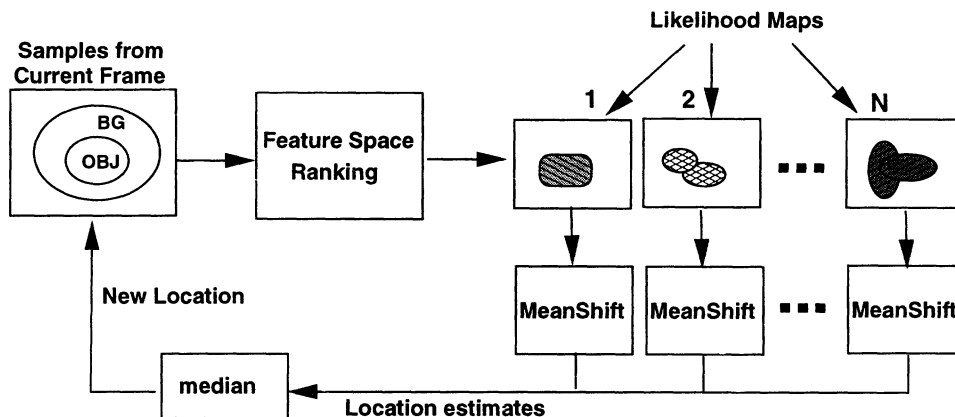 Likelihood Maps
Samples from
Current Frame
1
2
N
BG
OBJ
Feature Space
Ranking
MeanShift
MeanShift
MeanShift
New Location
median
Location estimates